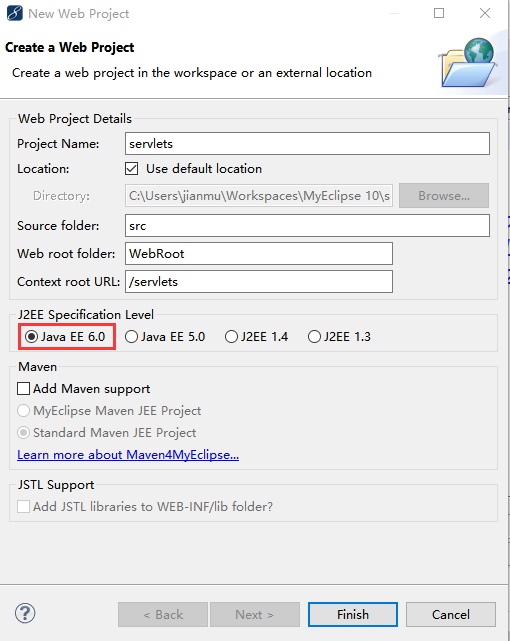 New Web Project
Create a Web Project
Create a web project in the workspace or an external location
Web Project Details
Project Name: servlets
Location: Use default location
Directory: C:\Users\jianmu\Workspaces\MyEclipse 10\s Browse...
Source folder: src
Web root folder: WebRoot
Context root URL: /servlets
J2EE Specification Level
Java EE 6.0 Java EE 5.0 J2EE 1.4 J2EE 1.3
Maven
Add Maven support
MyEclipse Maven JEE Project
Standard Maven JEE Project
Learn more about Maven4MyEclipse...
JSTL Support
Add JSTL libraries to WEB-INF/lib folder?
? < Back Next > Finish Cancel